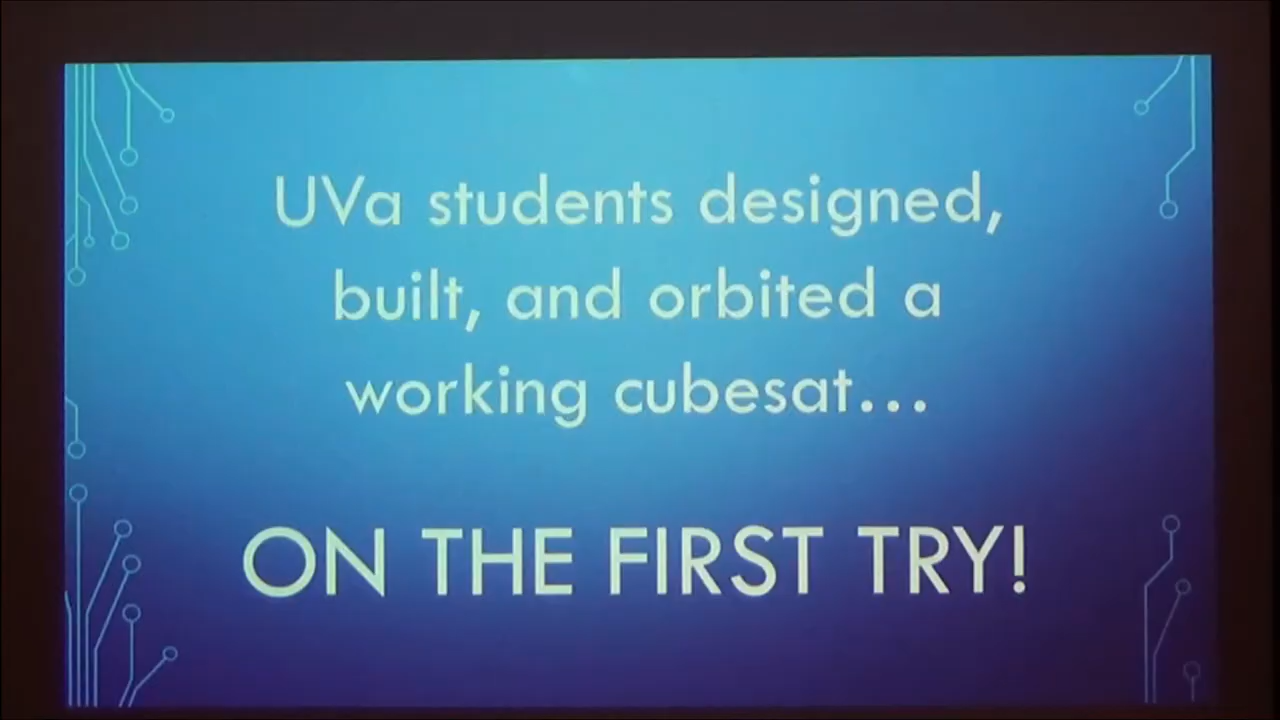 UVa students designed,
built, and orbited a
working cubesat...
ON THE FIRST TRY!